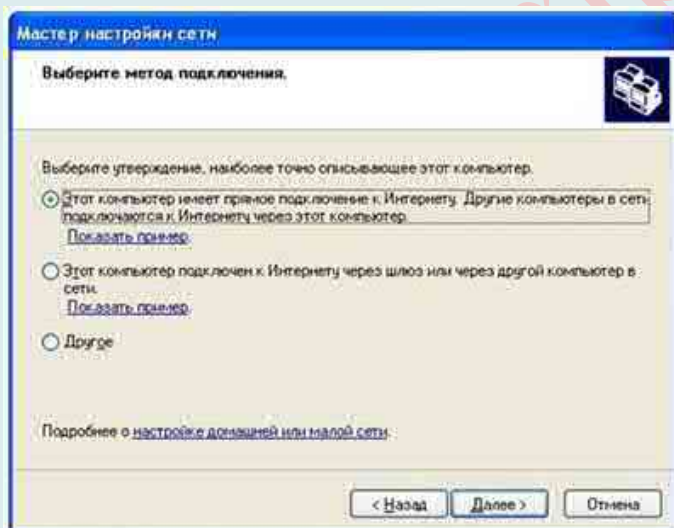 Мастер настройки сети
Выберите метод подключения.
Выберите утверждение, наиболее точно описывающее этот компьютер.
Этот компьютер имеет прямое подключение к Интернету. Другие компьютеры в сети
подключаются к Интернету через этот компьютер.
Показать пример.
Этот компьютер подключен к Интернету через шлюз или через другой компьютер в
сети.
Показать пример.
Другое
Подробнее о настройке домашней или малой сети.
< Назад
Далее >
Отмена